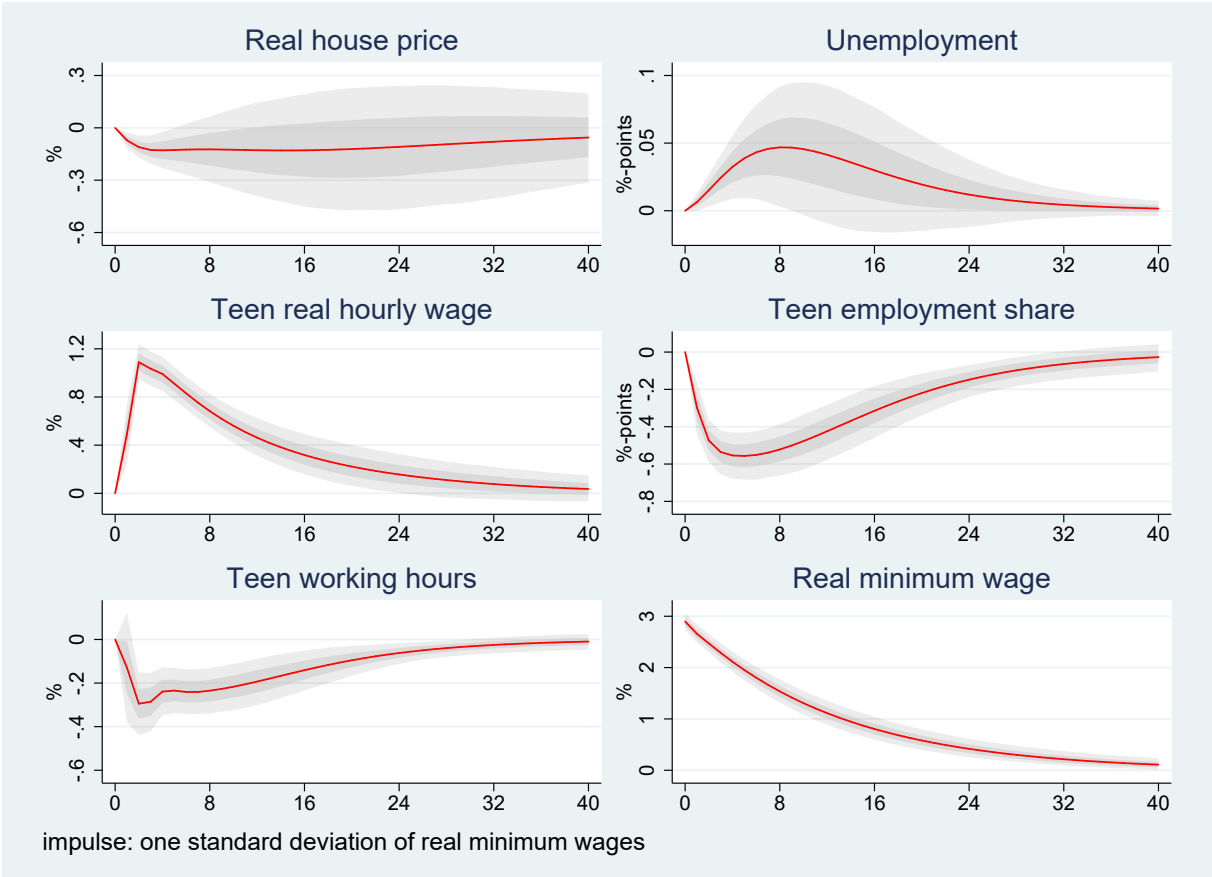 Real house price
.3
0
-.3
-.6
%
0 8 16 24 32 40
Unemployment
.1
.05
0
%-points
0 8 16 24 32 40
Teen real hourly wage
1.2
.8
.4
0
%
0 8 16 24 32 40
Teen employment share
0
-.2
-.4
-.6
-.8
%-points
0 8 16 24 32 40
Teen working hours
0
-.2
-.4
-.6
%
0 8 16 24 32 40
Real minimum wage
3
2
1
0
%
0 8 16 24 32 40
impulse: one standard deviation of real minimum wages